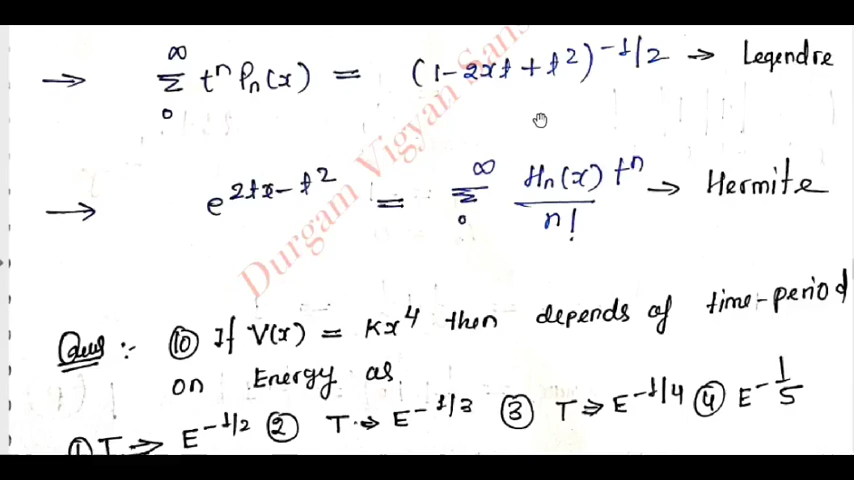 → ∞ Σ 0 tⁿ Pₙ(x) = (1-2xt + t²)^-1/2 → Legendre
→ e^2tx-t² = ∞ Σ 0 Hₙ(x) tⁿ / n! → Hermite
Durgam Vigyan Sans
Ques :- ⑩ If V(x) = Kx⁴ then depends of time-period
on Energy as
① T → E^-1/2 ② T → E^-1/3 ③ T ⇒ E^-1/4 ④ E^-1/5